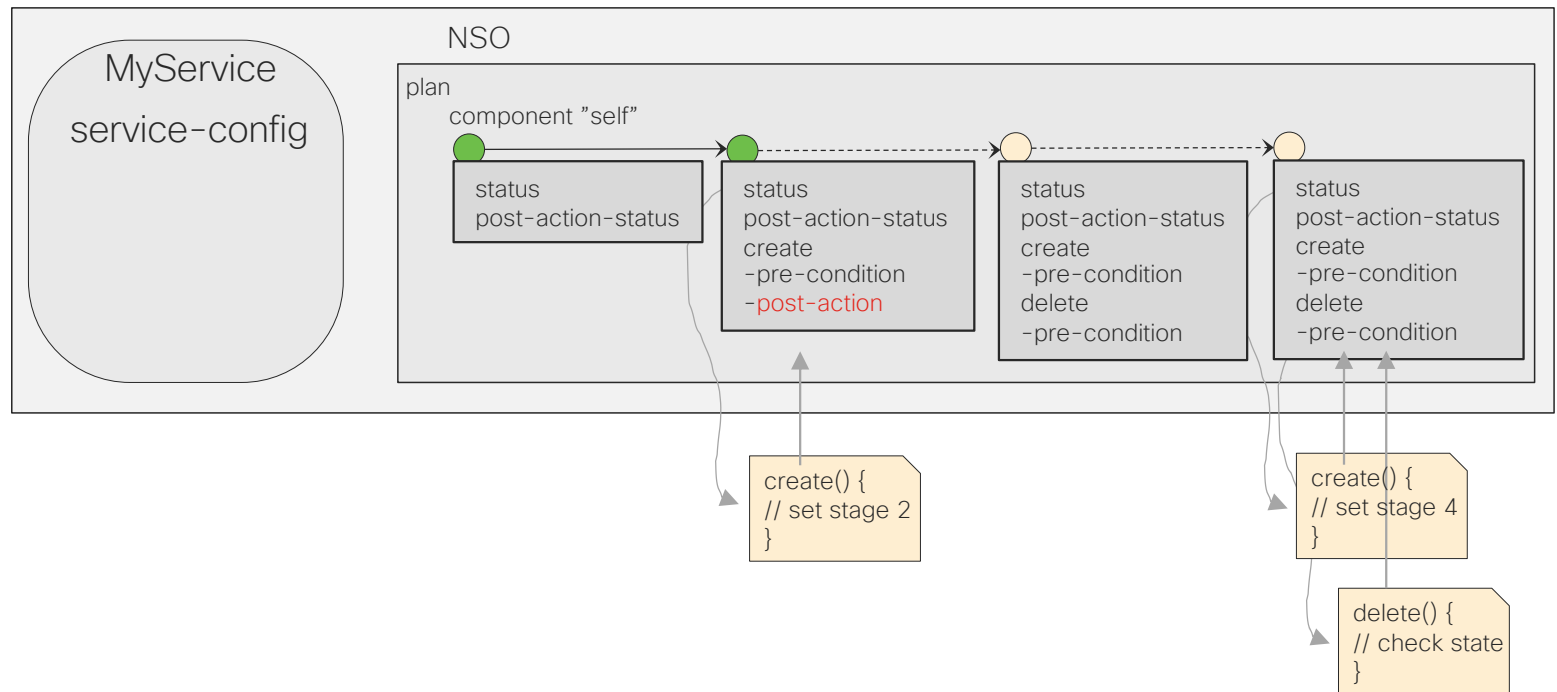 NSO
MyService
service-config
plan
component ”self”
status
post-action-status
status
post-action-status
create
-pre-condition
-post-action
status
post-action-status
create
-pre-condition
delete
-pre-condition
status
post-action-status
create
-pre-condition
delete
-pre-condition
create() {
// set stage 2
}
create() {
// set stage 4
}
delete() {
// check state
}